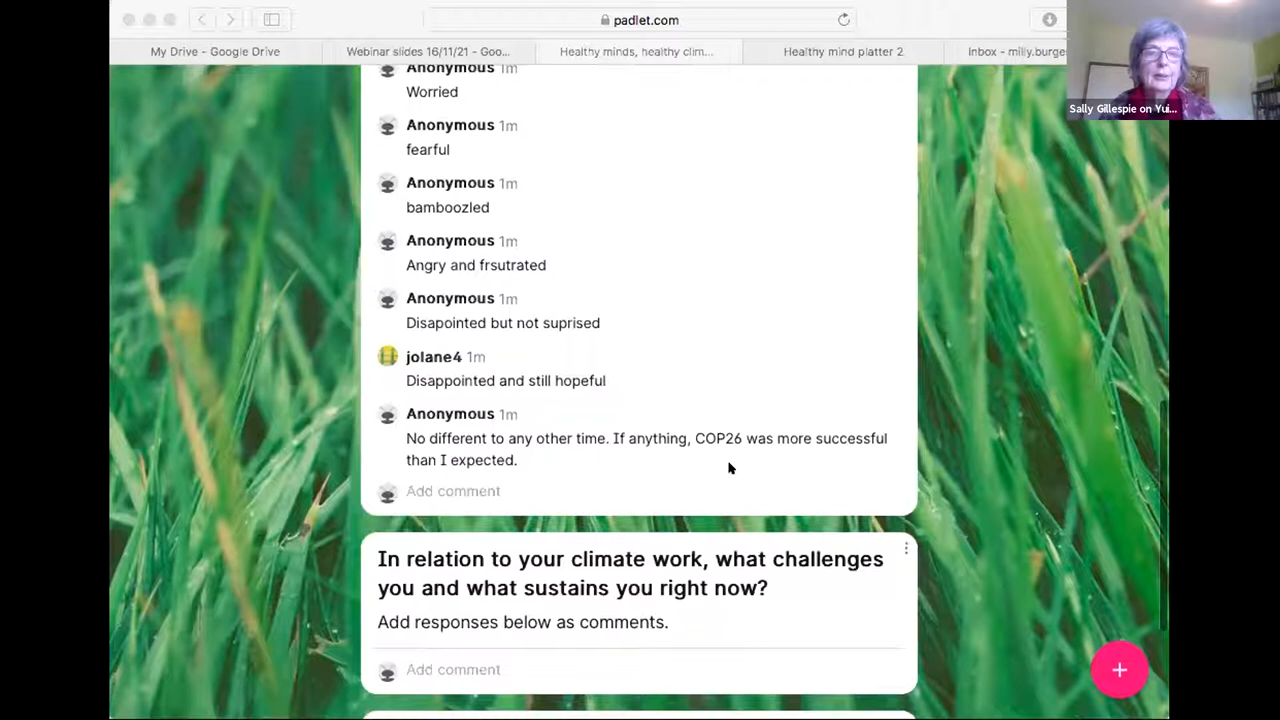 padlet.com
My Drive - Google Drive
Webinar slides 16/11/21 - Goo...
Healthy minds, healthy clim...
Healthy mind platter 2
Inbox - milly.burge
Sally Gillespie on Yui...
Anonymous 1m
Worried
Anonymous 1m
fearful
Anonymous 1m
bamboozled
Anonymous 1m
Angry and frsutrated
Anonymous 1m
Disapointed but not suprised
jolane4 1m
Disappointed and still hopeful
Anonymous 1m
No different to any other time. If anything, COP26 was more successful
than I expected.
Add comment
In relation to your climate work, what challenges
you and what sustains you right now?
Add responses below as comments.
Add comment